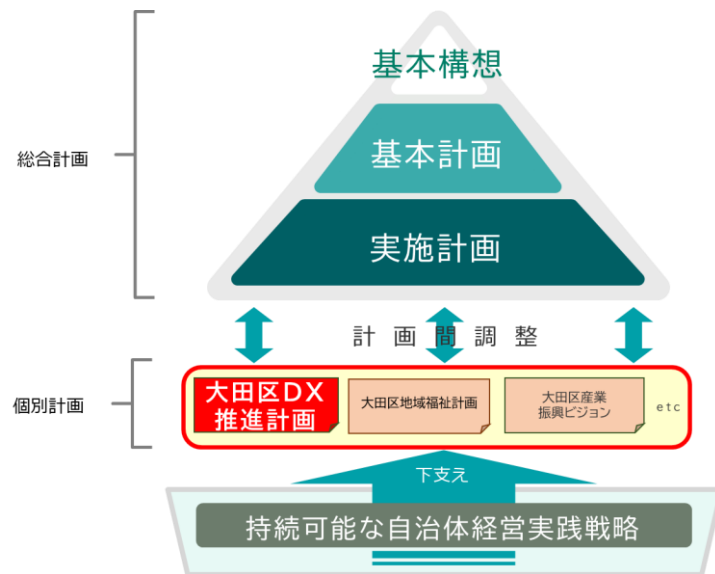 基本構想
総合計画
基本計画
実施計画
計画間調整
個別計画
大田区DX
推進計画
大田区地域福祉計画
大田区産業
振興ビジョン
etc
下支え
持続可能な自治体経営実践戦略